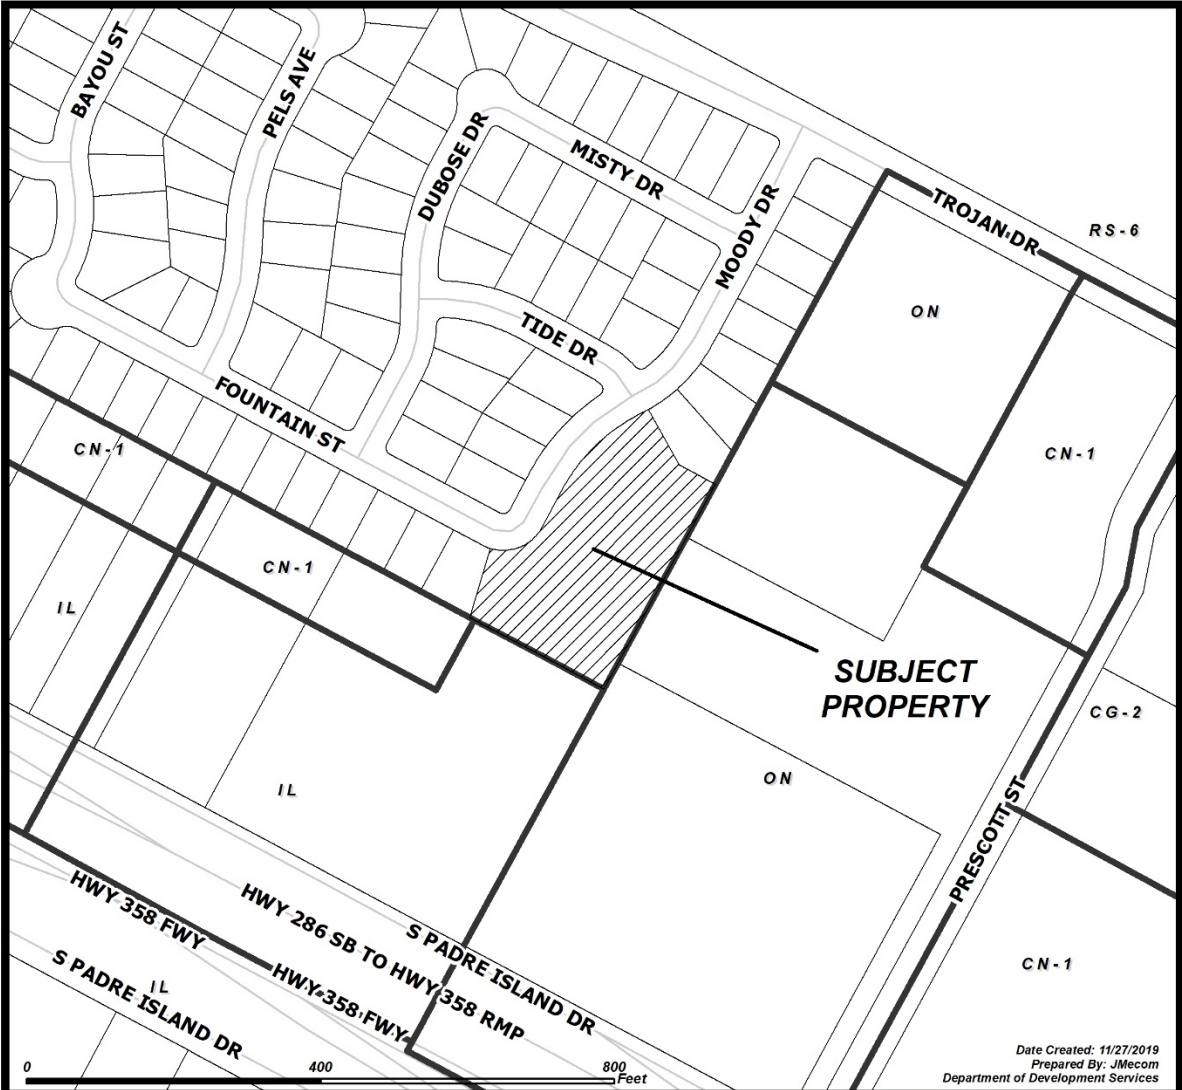 BAYOU ST
PELS AVE
DUBOSE DR
MISTY DR
MOODY DR
TROJAN DR
RS-6
ON
TIDE DR
FOUNTAIN ST
CN-1
CN-1
CN-1
IL
SUBJECT
PROPERTY
CG-2
ON
IL
PRESCOTT ST
HWY 358 FWY
HWY 286 SB TO HWY 358 RMP
S PADRE ISLAND DR
CN-1
S PADRE ISLAND DR
IL
HWY 358 FWY
0 400 800
Feet
Date Created: 11/27/2019
Prepared By: JMecom
Department of Development Services